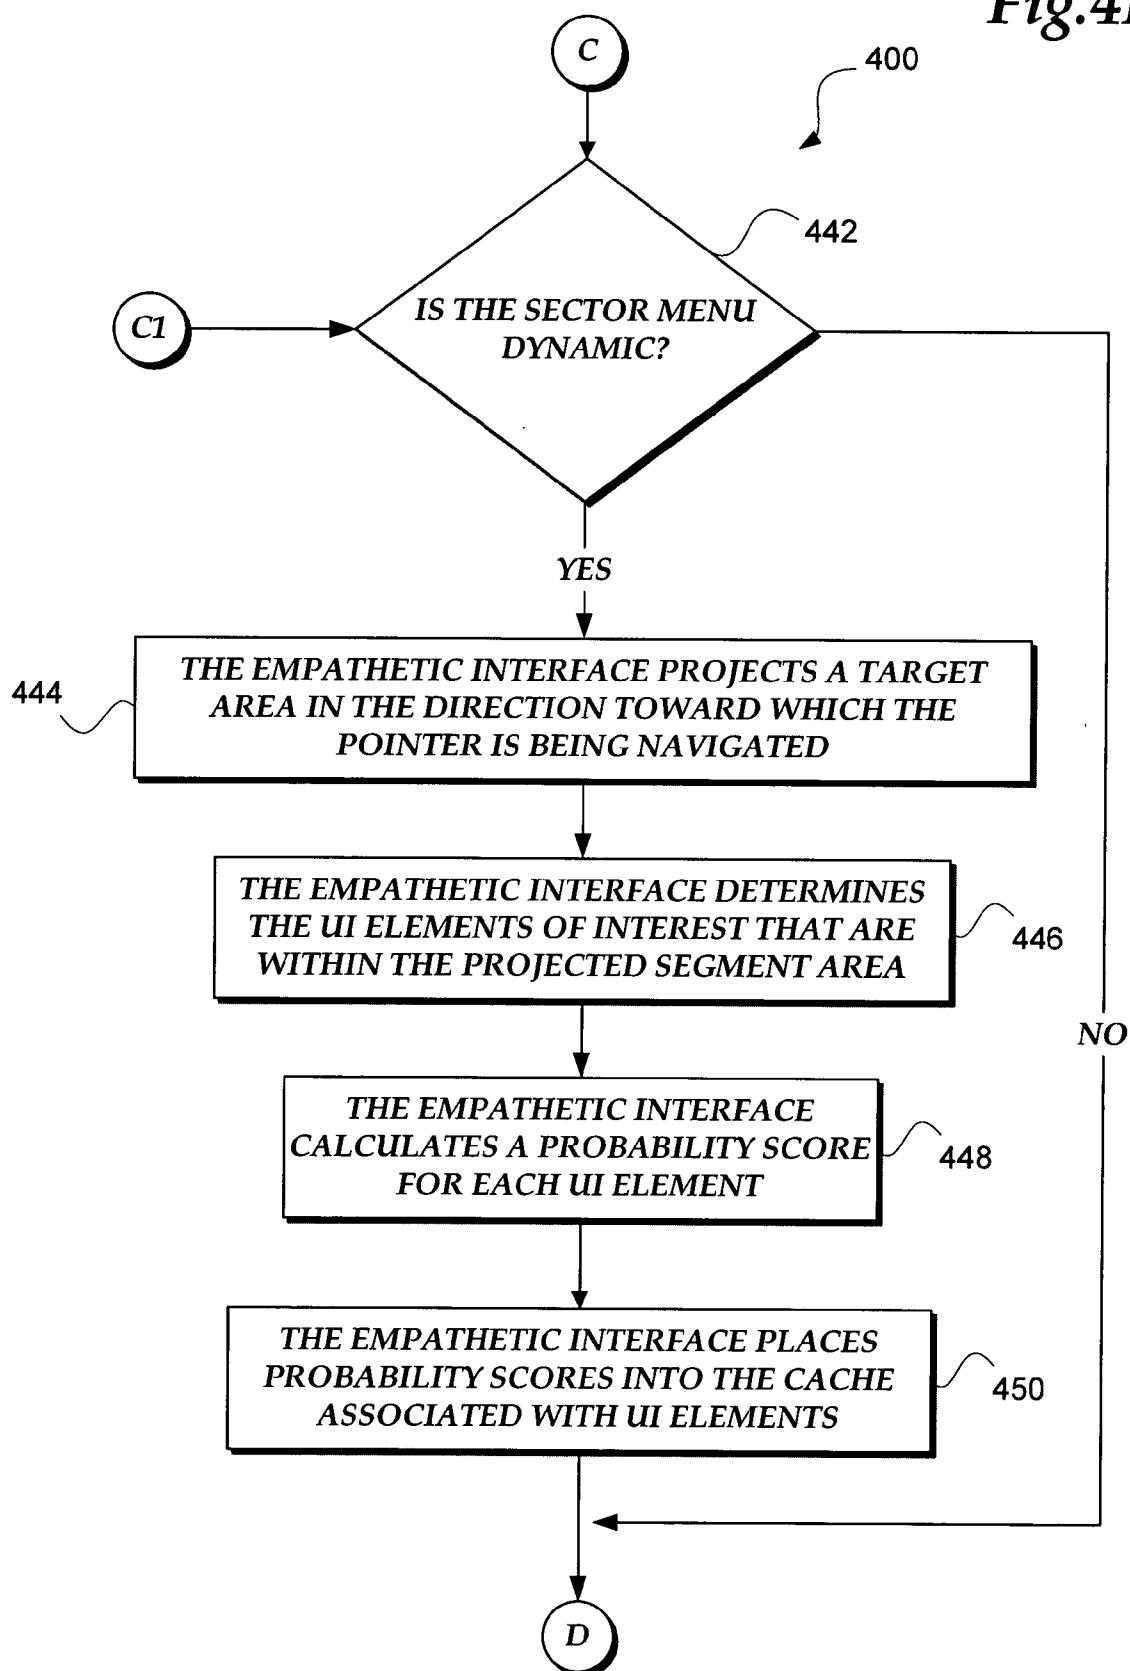 Fig.4
C
400
442
C1
IS THE SECTOR MENU
DYNAMIC?
YES
444
THE EMPATHETIC INTERFACE PROJECTS A TARGET
AREA IN THE DIRECTION TOWARD WHICH THE
POINTER IS BEING NAVIGATED
THE EMPATHETIC INTERFACE DETERMINES
THE UI ELEMENTS OF INTEREST THAT ARE
WITHIN THE PROJECTED SEGMENT AREA
446
NO
THE EMPATHETIC INTERFACE
CALCULATES A PROBABILITY SCORE
FOR EACH UI ELEMENT
448
THE EMPATHETIC INTERFACE PLACES
PROBABILITY SCORES INTO THE CACHE
ASSOCIATED WITH UI ELEMENTS
450
D